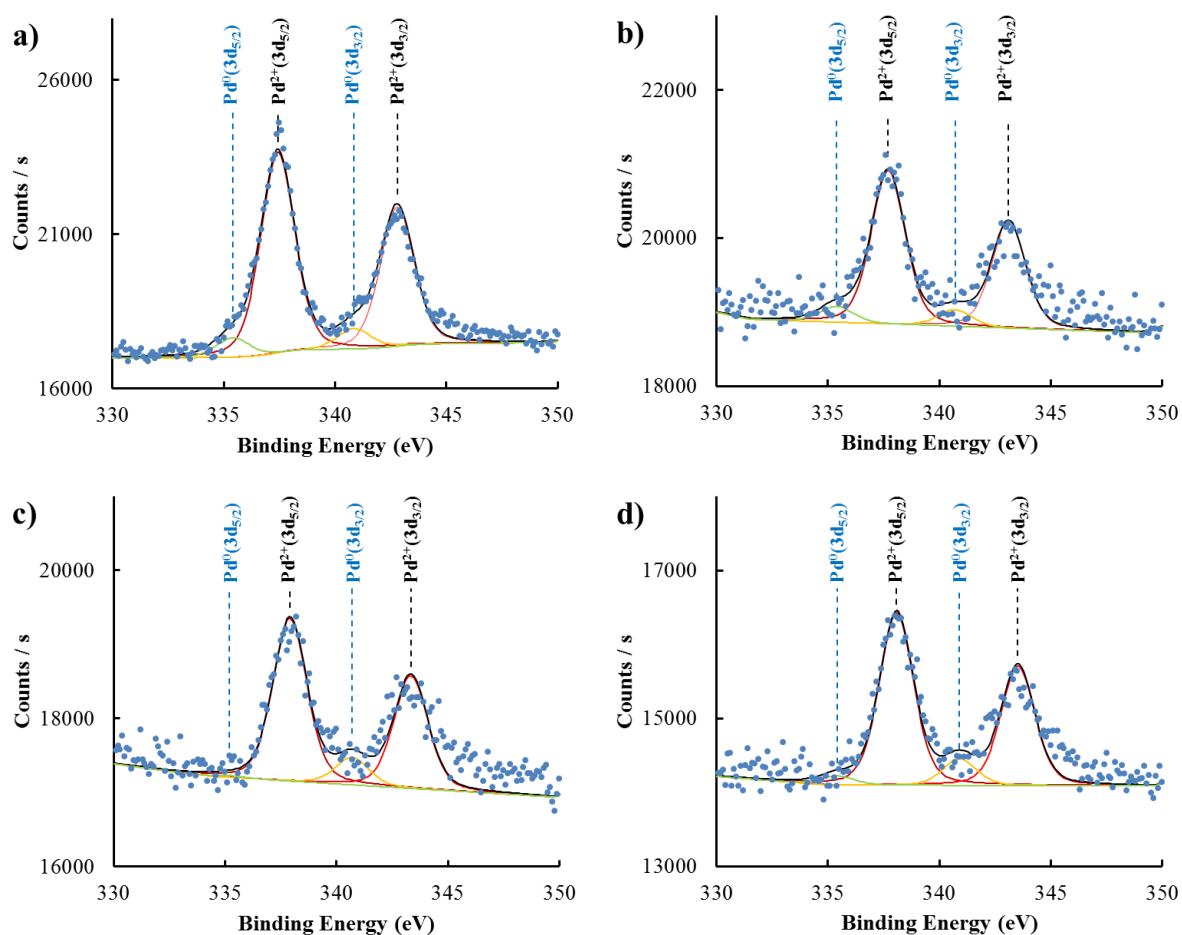 a)
Pd⁰(3d₅/₂)
Pd²⁺(3d₅/₂)
Pd⁰(3d₃/₂)
Pd²⁺(3d₃/₂)
Counts / s
26000
21000
16000
330
335
340
345
350
Binding Energy (eV)
b)
Pd⁰(3d₅/₂)
Pd²⁺(3d₅/₂)
Pd⁰(3d₃/₂)
Pd²⁺(3d₃/₂)
Counts / s
22000
20000
18000
330
335
340
345
350
Binding Energy (eV)
c)
Pd⁰(3d₅/₂)
Pd²⁺(3d₅/₂)
Pd⁰(3d₃/₂)
Pd²⁺(3d₃/₂)
Counts / s
20000
18000
16000
330
335
340
345
350
Binding Energy (eV)
d)
Pd⁰(3d₅/₂)
Pd²⁺(3d₅/₂)
Pd⁰(3d₃/₂)
Pd²⁺(3d₃/₂)
Counts / s
17000
15000
13000
330
335
340
345
350
Binding Energy (eV)